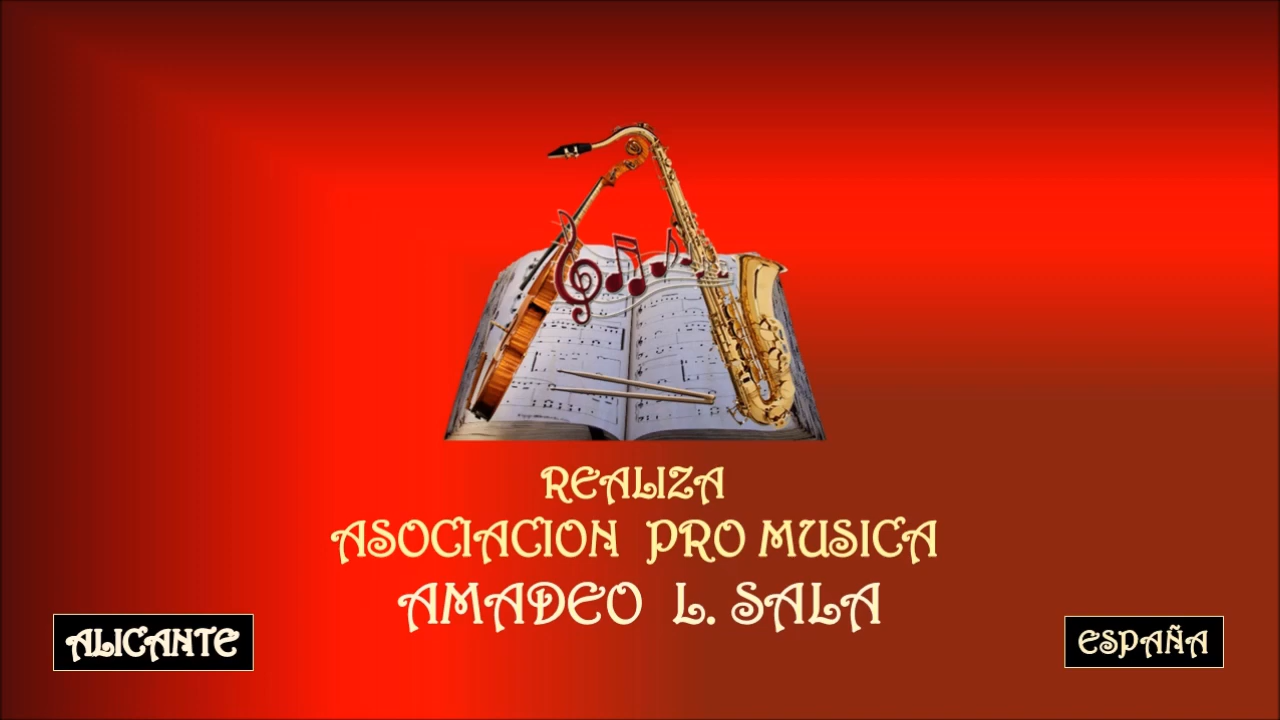 REALIZA
ASOCIACION PRO MUSICA
AMADEO L. SALA
ALICANTE
ESPAÑA